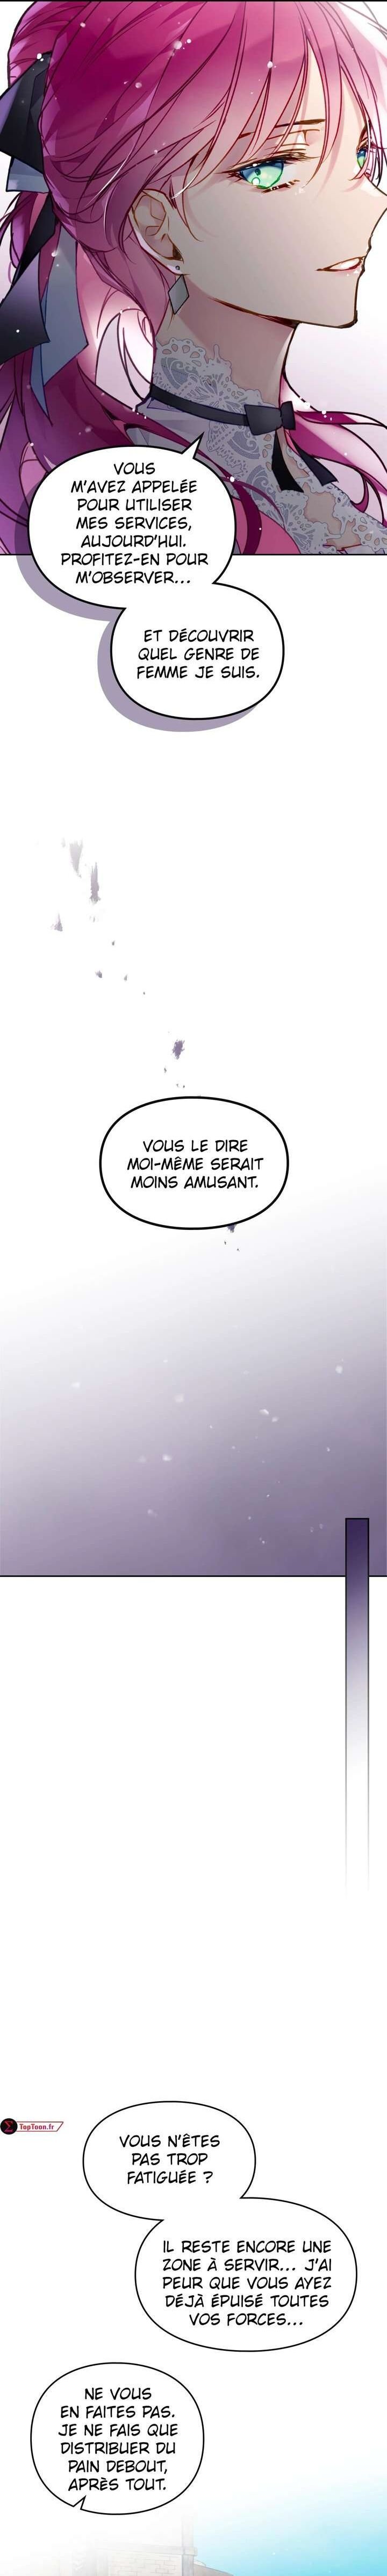 VOUS
M'AVEZ APPELÉE
POUR UTILISER
MES SERVICES,
AUJOURD'HUI.
PROFITEZ-EN POUR
M'OBSERVER...
ET DÉCOUVRIR
QUEL GENRE DE
FEMME JE SUIS.
VOUS LE DIRE
MOI-MÊME SERAIT
MOINS AMUSANT.
TopToon.fr
VOUS N'ÊTES
PAS TROP
FATIGUÉE ?
IL RESTE ENCORE UNE
ZONE À SERVIR... J'AI
PEUR QUE VOUS AYEZ
DÉJÀ ÉPUISÉ TOUTES
VOS FORCES...
NE VOUS
EN FAITES PAS.
JE NE FAIS QUE
DISTRIBUER DU
PAIN DEBOUT,
APRÈS TOUT.